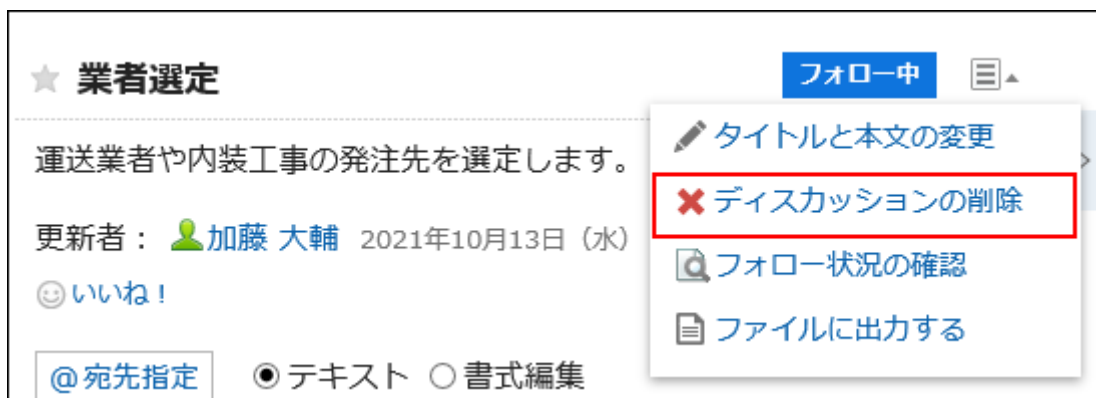 業者選定
フォロー中
タイトルと本文の変更
ディスカッションの削除
フォロー状況の確認
ファイルに出力する
運送業者や内装工事の発注先を選定します。
更新者： 加藤 大輔 2021年10月13日（水）
いいね！
@宛先指定 テキスト 書式編集